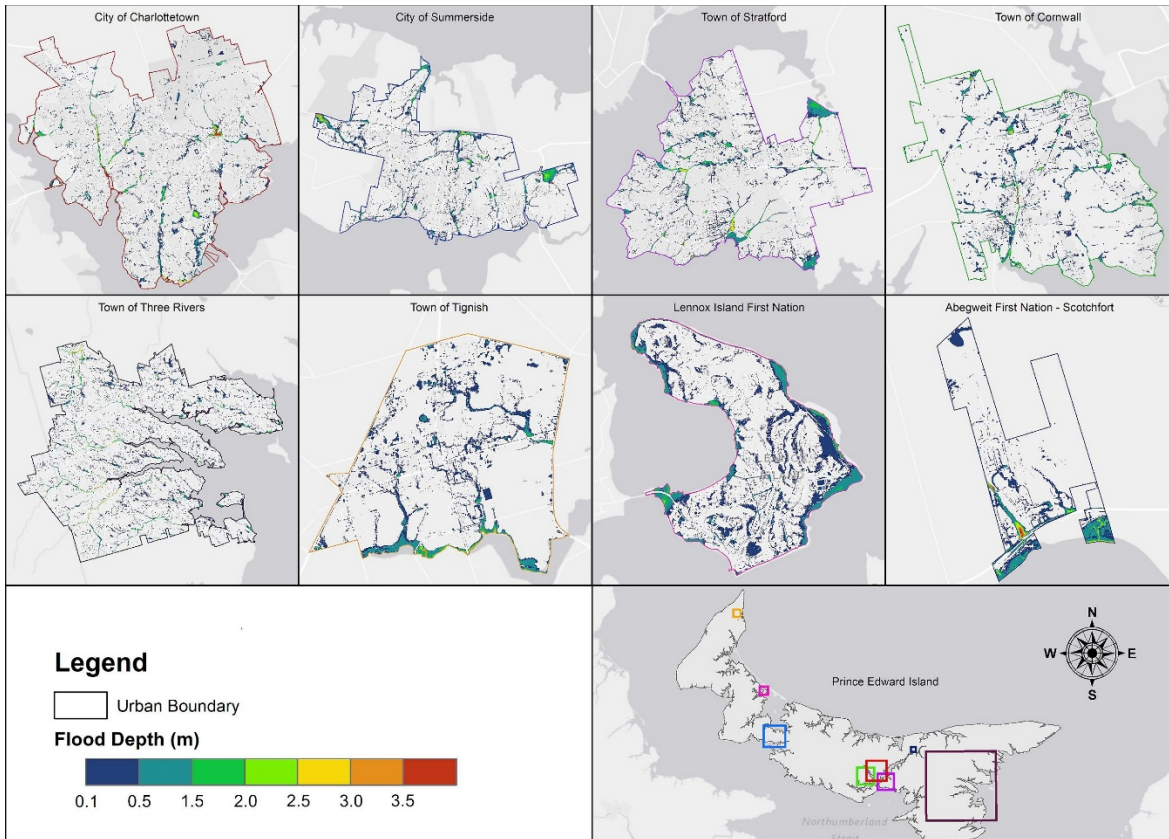 City of Charlottetown
City of Summerside
Town of Stratford
Town of Cornwall
Town of Three Rivers
Town of Tignish
Lennox Island First Nation
Abegweit First Nation - Scotchfort
Legend
Urban Boundary
Flood Depth (m)
0.1 0.5 1.5 2.0 2.5 3.0 3.5
N
W E
S
Prince Edward Island
Northumberland
Strait